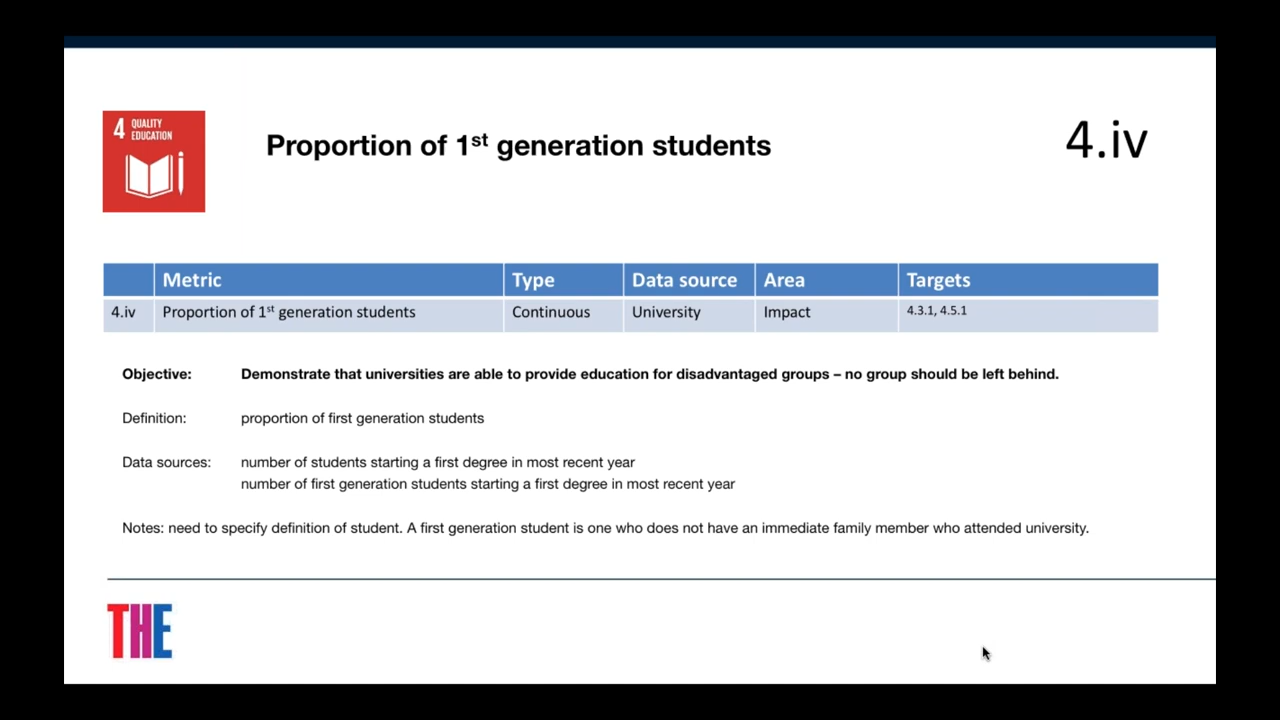 4 QUALITY
EDUCATION
Proportion of 1st generation students
4.iv
Metric Type Data source Area Targets
4.iv Proportion of 1st generation students Continuous University Impact 4.3.1, 4.5.1
Objective: Demonstrate that universities are able to provide education for disadvantaged groups – no group should be left behind.
Definition: proportion of first generation students
Data sources: number of students starting a first degree in most recent year
number of first generation students starting a first degree in most recent year
Notes: need to specify definition of student. A first generation student is one who does not have an immediate family member who attended university.
THE